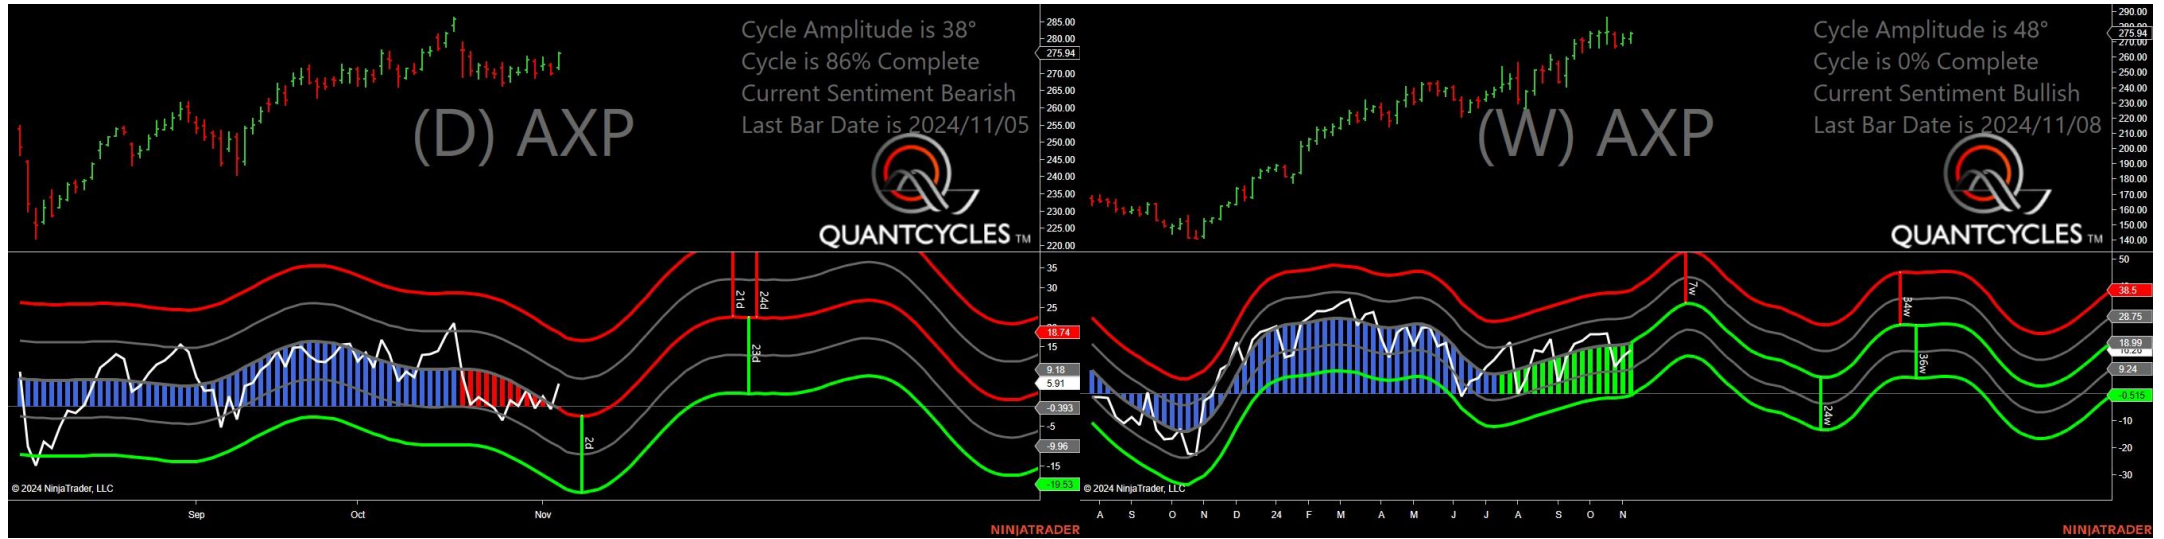 Cycle Amplitude is 38°
Cycle is 86% Complete
Current Sentiment Bearish
Last Bar Date is 2024/11/05
(D) AXP
QUANTCYCLES TM
285.00
280.00
275.94
270.00
265.00
260.00
255.00
250.00
245.00
240.00
235.00
230.00
225.00
220.00
35
30
25
18.74
15
9.18
5.91
-0.393
-5
-9.96
-15
-19.53
21d
24d
23d
2d
© 2024 NinjaTrader, LLC
Sep Oct Nov
NINJATRADER
Cycle Amplitude is 48°
Cycle is 0% Complete
Current Sentiment Bullish
Last Bar Date is 2024/11/08
(W) AXP
QUANTCYCLES TM
290.00
275.94
270.00
260.00
250.00
240.00
230.00
220.00
210.00
200.00
190.00
180.00
170.00
160.00
150.00
140.00
50
38.5
28.75
18.99
9.24
-0.515
-10
-20
-30
7w
34w
36w
24w
© 2024 NinjaTrader, LLC
A S O N D 24 F M A M J J A S O N
NINJATRADER